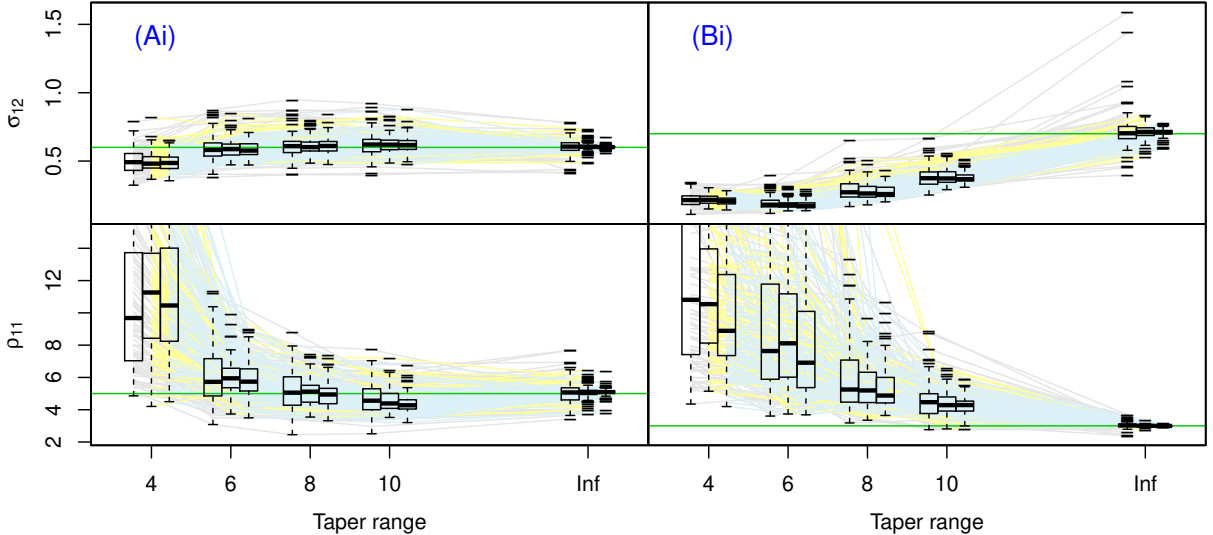 (Ai) (Bi)
σ12
0.5 1.0 1.5
ρ11
2 4 6 8 12
4 6 8 10 Inf 4 6 8 10 Inf
Taper range Taper range